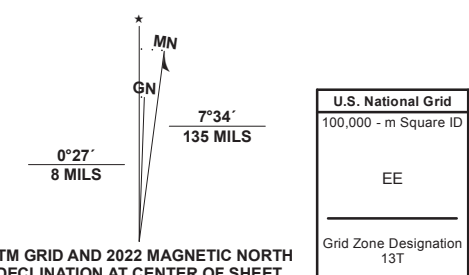 MN
GN
7°34´
135 MILS
0°27´
8 MILS
TM GRID AND 2022 MAGNETIC NORTH
DECLINATION AT CENTER OF SHEET
U.S. National Grid
100,000 - m Square ID
EE
Grid Zone Designation
13T